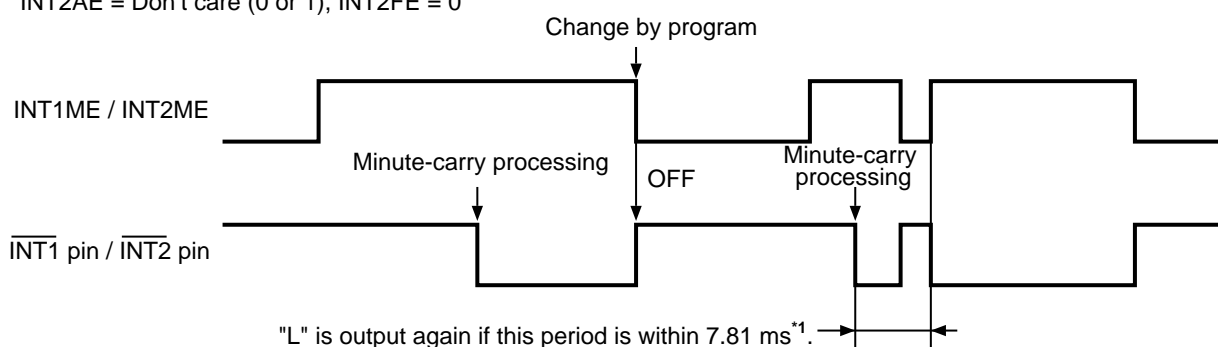 INT2AE = Don't care (0 or 1), INT2FE = 0
Change by program
INT1ME / INT2ME
Minute-carry processing
OFF
Minute-carry
processing
INT1 pin / INT2 pin
"L" is output again if this period is within 7.81 ms*1.